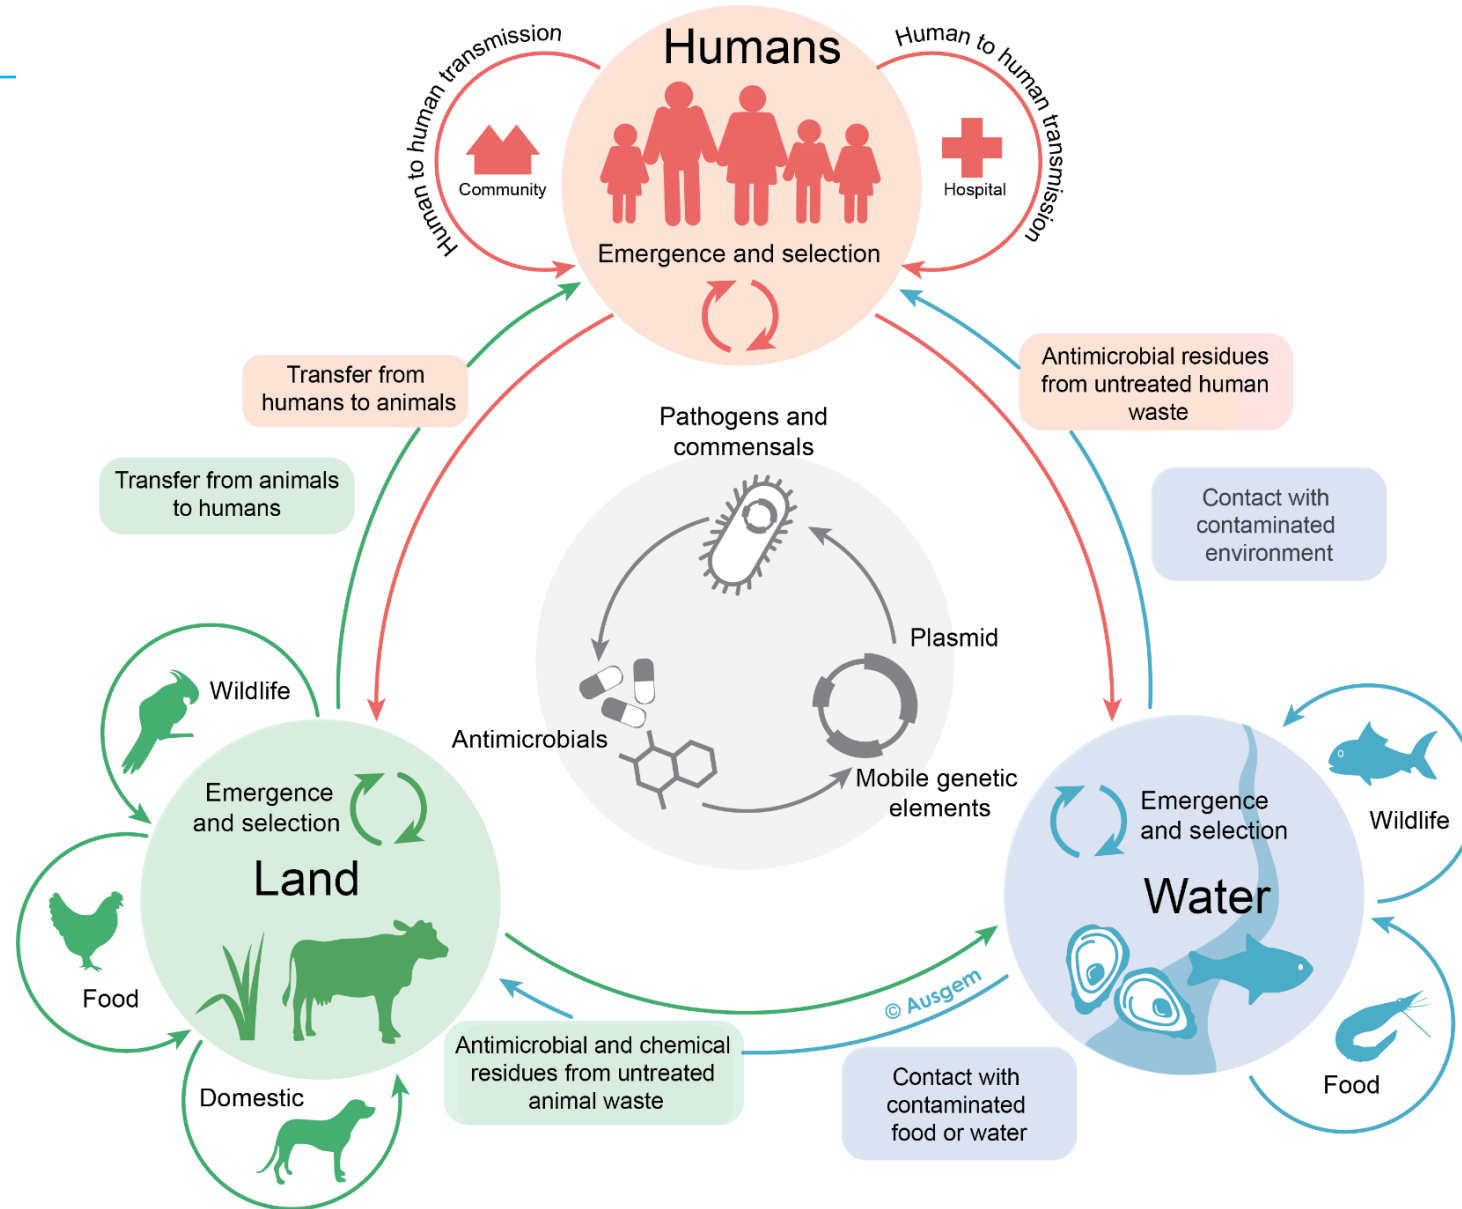 Humans
Human to human transmission
Human to human transmission
Community
Hospital
Emergence and selection
Transfer from
humans to animals
Antimicrobial residues
from untreated human
waste
Pathogens and
commensals
Transfer from animals
to humans
Contact with
contaminated
environment
Plasmid
Wildlife
Antimicrobials
Mobile genetic
elements
Emergence
and selection
Land
Emergence
and selection
Water
Wildlife
Food
Food
Domestic
© Ausgem
Antimicrobial and chemical
residues from untreated
animal waste
Contact with
contaminated
food or water